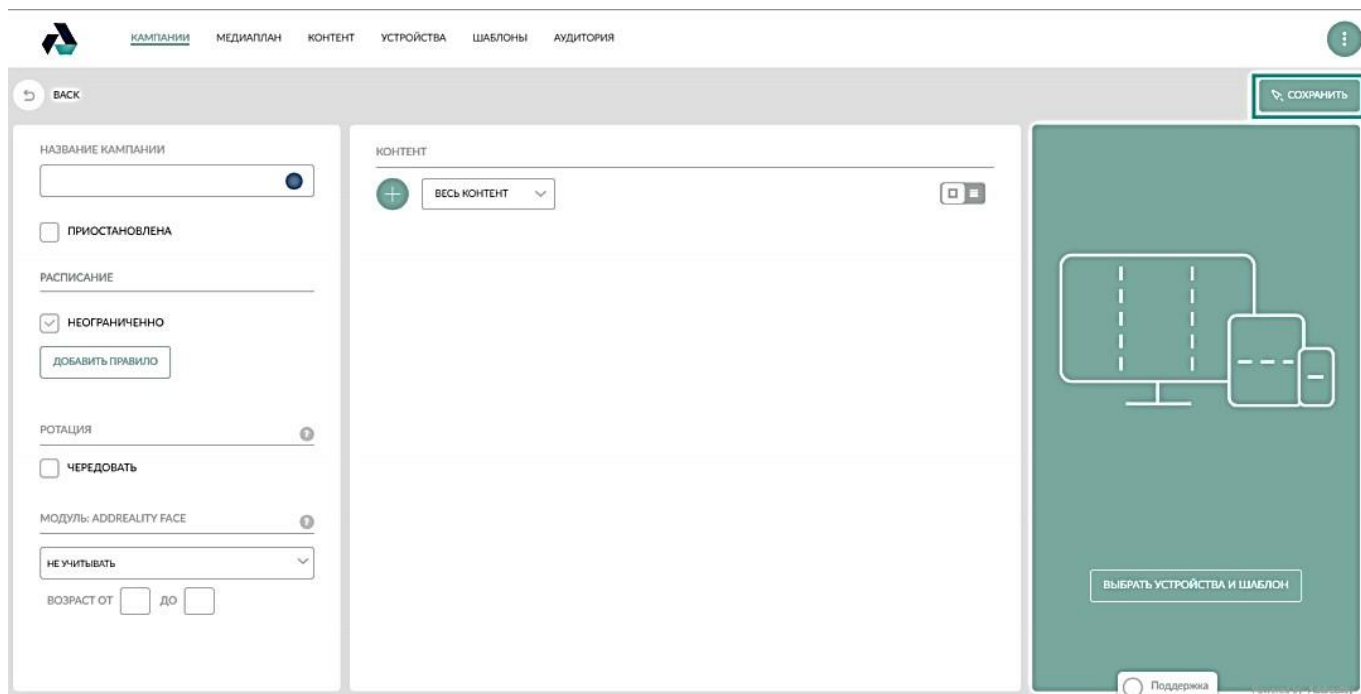 КАМПАНИИ МЕДИАПЛАН КОНТЕНТ УСТРОЙСТВА ШАБЛОНЫ АУДИТОРИЯ
BACK
СОХРАНИТЬ
НАЗВАНИЕ КАМПАНИИ
ПРИОСТАНОВЛЕНА
РАСПИСАНИЕ
НЕОГРАНИЧЕННО
ДОБАВИТЬ ПРАВИЛО
РОТАЦИЯ ?
ЧЕРЕДОВАТЬ
МОДУЛЬ: ADDREALITY FACE ?
НЕ УЧИТЫВАТЬ
ВОЗРАСТ ОТ ДО
КОНТЕНТ
ВЕСЬ КОНТЕНТ
ВЫБРАТЬ УСТРОЙСТВА И ШАБЛОН
Поддержка